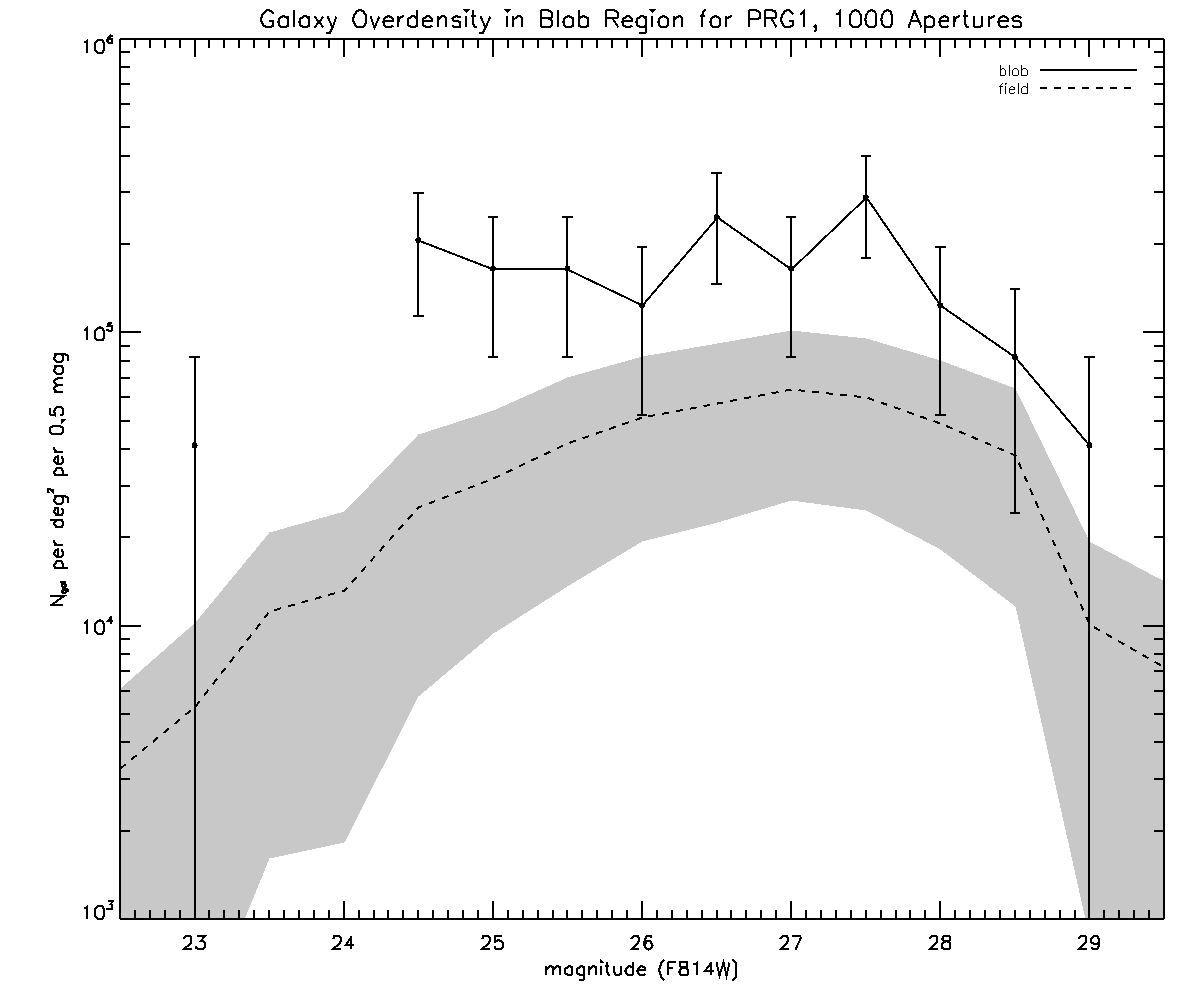 Galaxy Overdensity in Blob Region for PRG1, 1000 Apertures
blob
field
10⁶
10⁵
10⁴
10³
N_gal per deg² per 0.5 mag
23 24 25 26 27 28 29
magnitude (F814W)